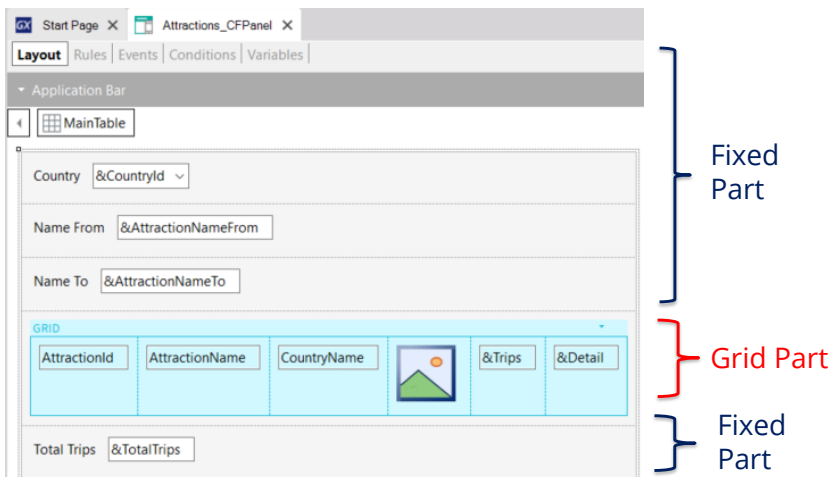 GX Start Page X Attractions_CFPanel X
Layout Rules Events Conditions Variables
Application Bar
MainTable
Country &CountryId
Name From &AttractionNameFrom
Name To &AttractionNameTo
Fixed
Part
GRID
AttractionId AttractionName CountryName &Trips &Detail
Grid Part
Total Trips &TotalTrips
Fixed
Part